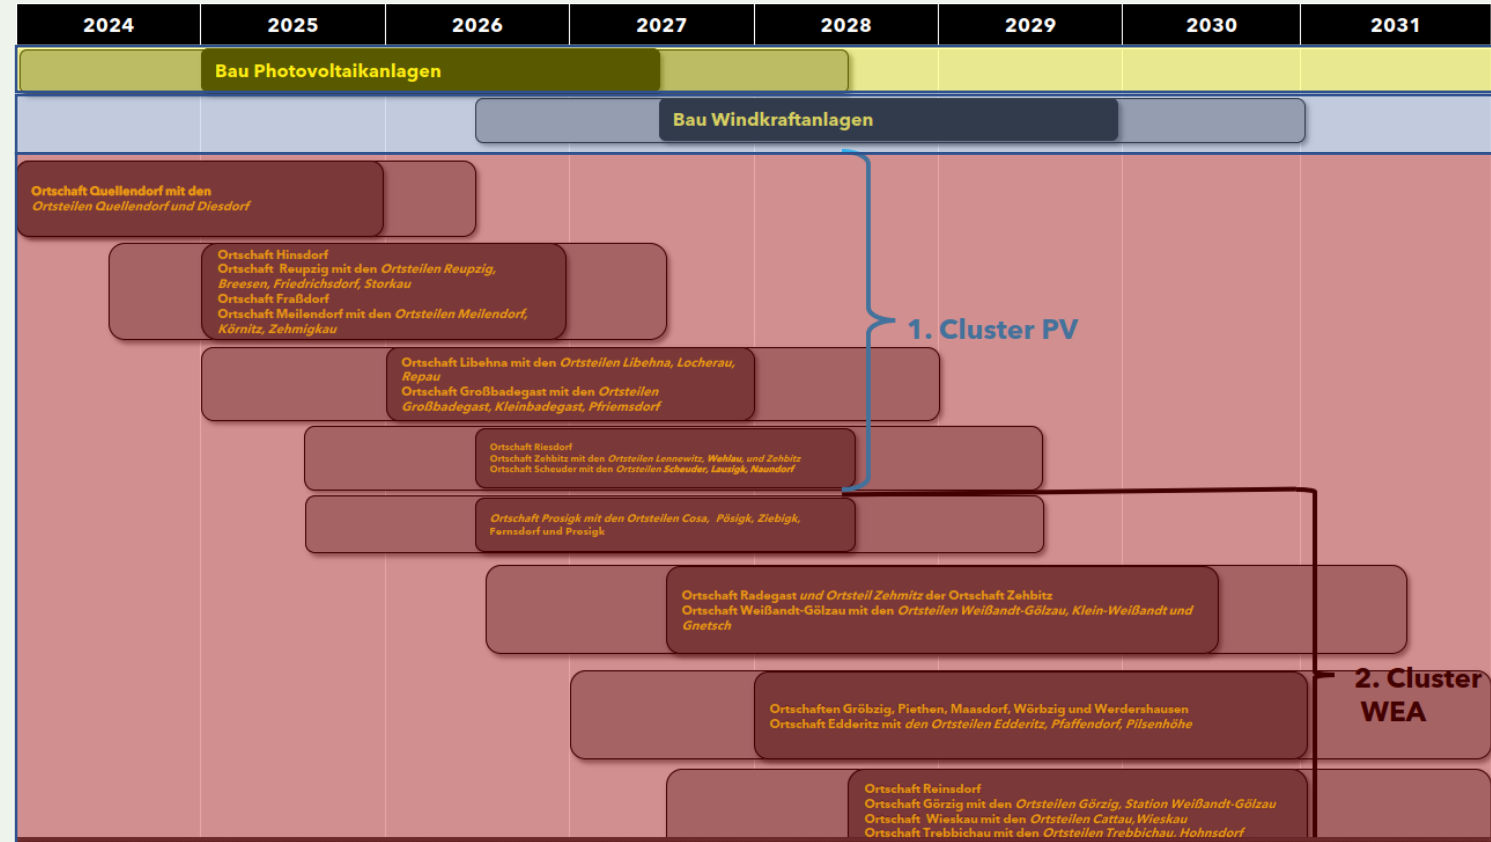 2024 2025 2026 2027 2028 2029 2030 2031
Bau Photovoltaikanlagen
Bau Windkraftanlagen
Ortschaft Quellendorf mit den
Ortsteilen Quellendorf und Diesdorf
Ortschaft Hinsdorf
Ortschaft Reupzig mit den Ortsteilen Reupzig,
Breesen, Friedrichsdorf, Storkau
Ortschaft Fraßdorf
Ortschaft Meilendorf mit den Ortsteilen Meilendorf,
Körnitz, Zehmigkau
1. Cluster PV
Ortschaft Libehna mit den Ortsteilen Libehna, Locherau,
Repau
Ortschaft Großbadegast mit den Ortsteilen
Großbadegast, Kleinbadegast, Pfriemsdorf
Ortschaft Riesdorf
Ortschaft Zehbitz mit den Ortsteilen Lennewitz, Wehlau, und Zehbitz
Ortschaft Scheuder mit den Ortsteilen Scheuder, Lausigk, Naundorf
Ortschaft Prosigk mit den Ortsteilen Cosa, Pösigk, Ziebigk,
Fernsdorf und Prosigk
Ortschaft Radegast und Ortsteil Zehmitz der Ortschaft Zehbitz
Ortschaft Weißandt-Gölzau mit den Ortsteilen Weißandt-Gölzau, Klein-Weißandt und
Gnetsch
2. Cluster
WEA
Ortschaften Gröbzig, Piethen, Maasdorf, Wörbzig und Werdershausen
Ortschaft Edderitz mit den Ortsteilen Edderitz, Pfaffendorf, Pilsenhöhe
Ortschaft Reinsdorf
Ortschaft Görzig mit den Ortsteilen Görzig, Station Weißandt-Gölzau
Ortschaft Wieskau mit den Ortsteilen Cattau,Wieskau
Ortschaft Trebbichau mit den Ortsteilen Trebbichau, Hohnsdorf